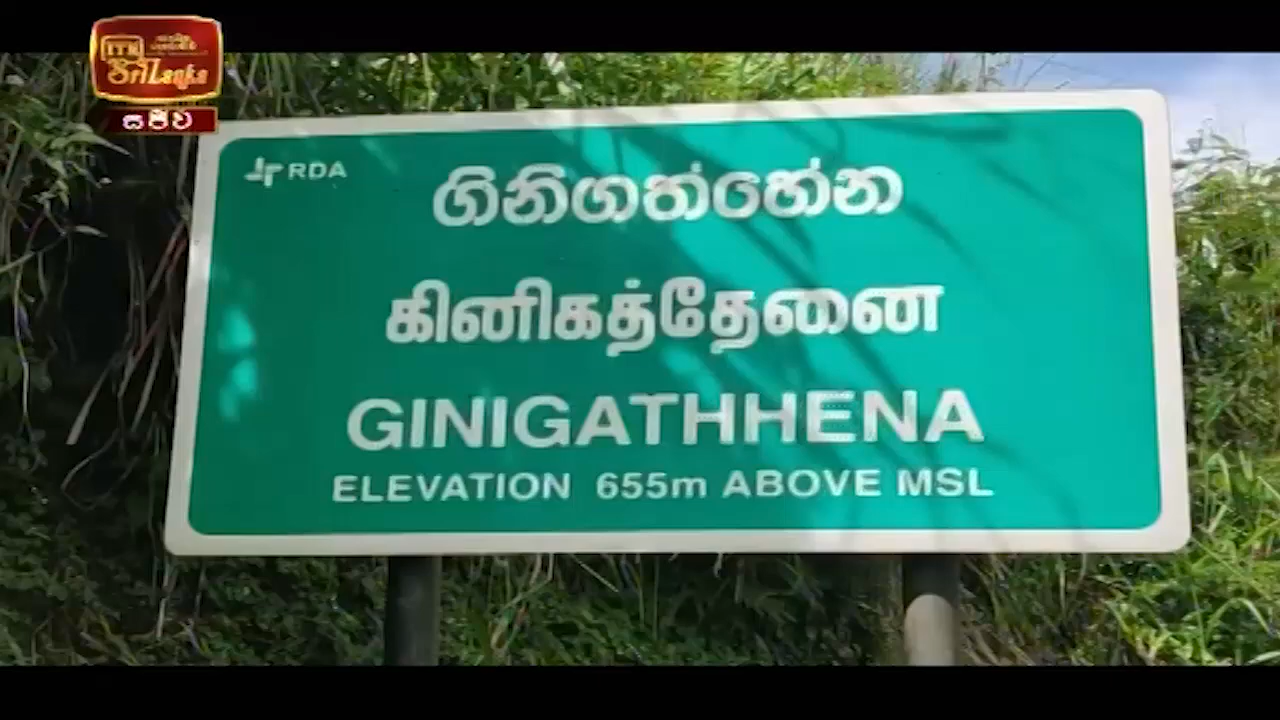 ITN
Sri Lanka
සජීව
RDA
ගිනිගත්හේන
கினிகத்தேனை
GINIGATHHENA
ELEVATION 655m ABOVE MSL